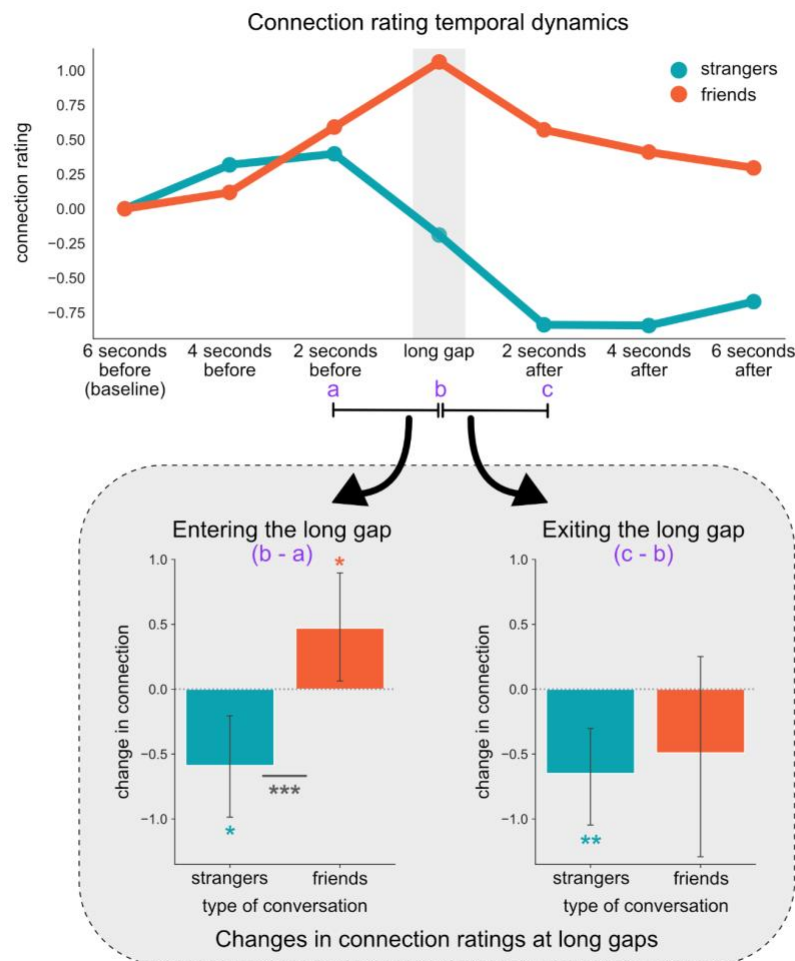 Connection rating temporal dynamics
connection rating
1.00
0.75
0.50
0.25
0.00
−0.25
−0.50
−0.75
strangers
friends
6 seconds before (baseline)
4 seconds before
2 seconds before
long gap
2 seconds after
4 seconds after
6 seconds after
a b c
Entering the long gap
(b - a)
change in connection
1.0
0.5
0.0
−0.5
−1.0
*
***
*
strangers friends
type of conversation
Exiting the long gap
(c - b)
change in connection
1.0
0.5
0.0
−0.5
−1.0
**
strangers friends
type of conversation
Changes in connection ratings at long gaps